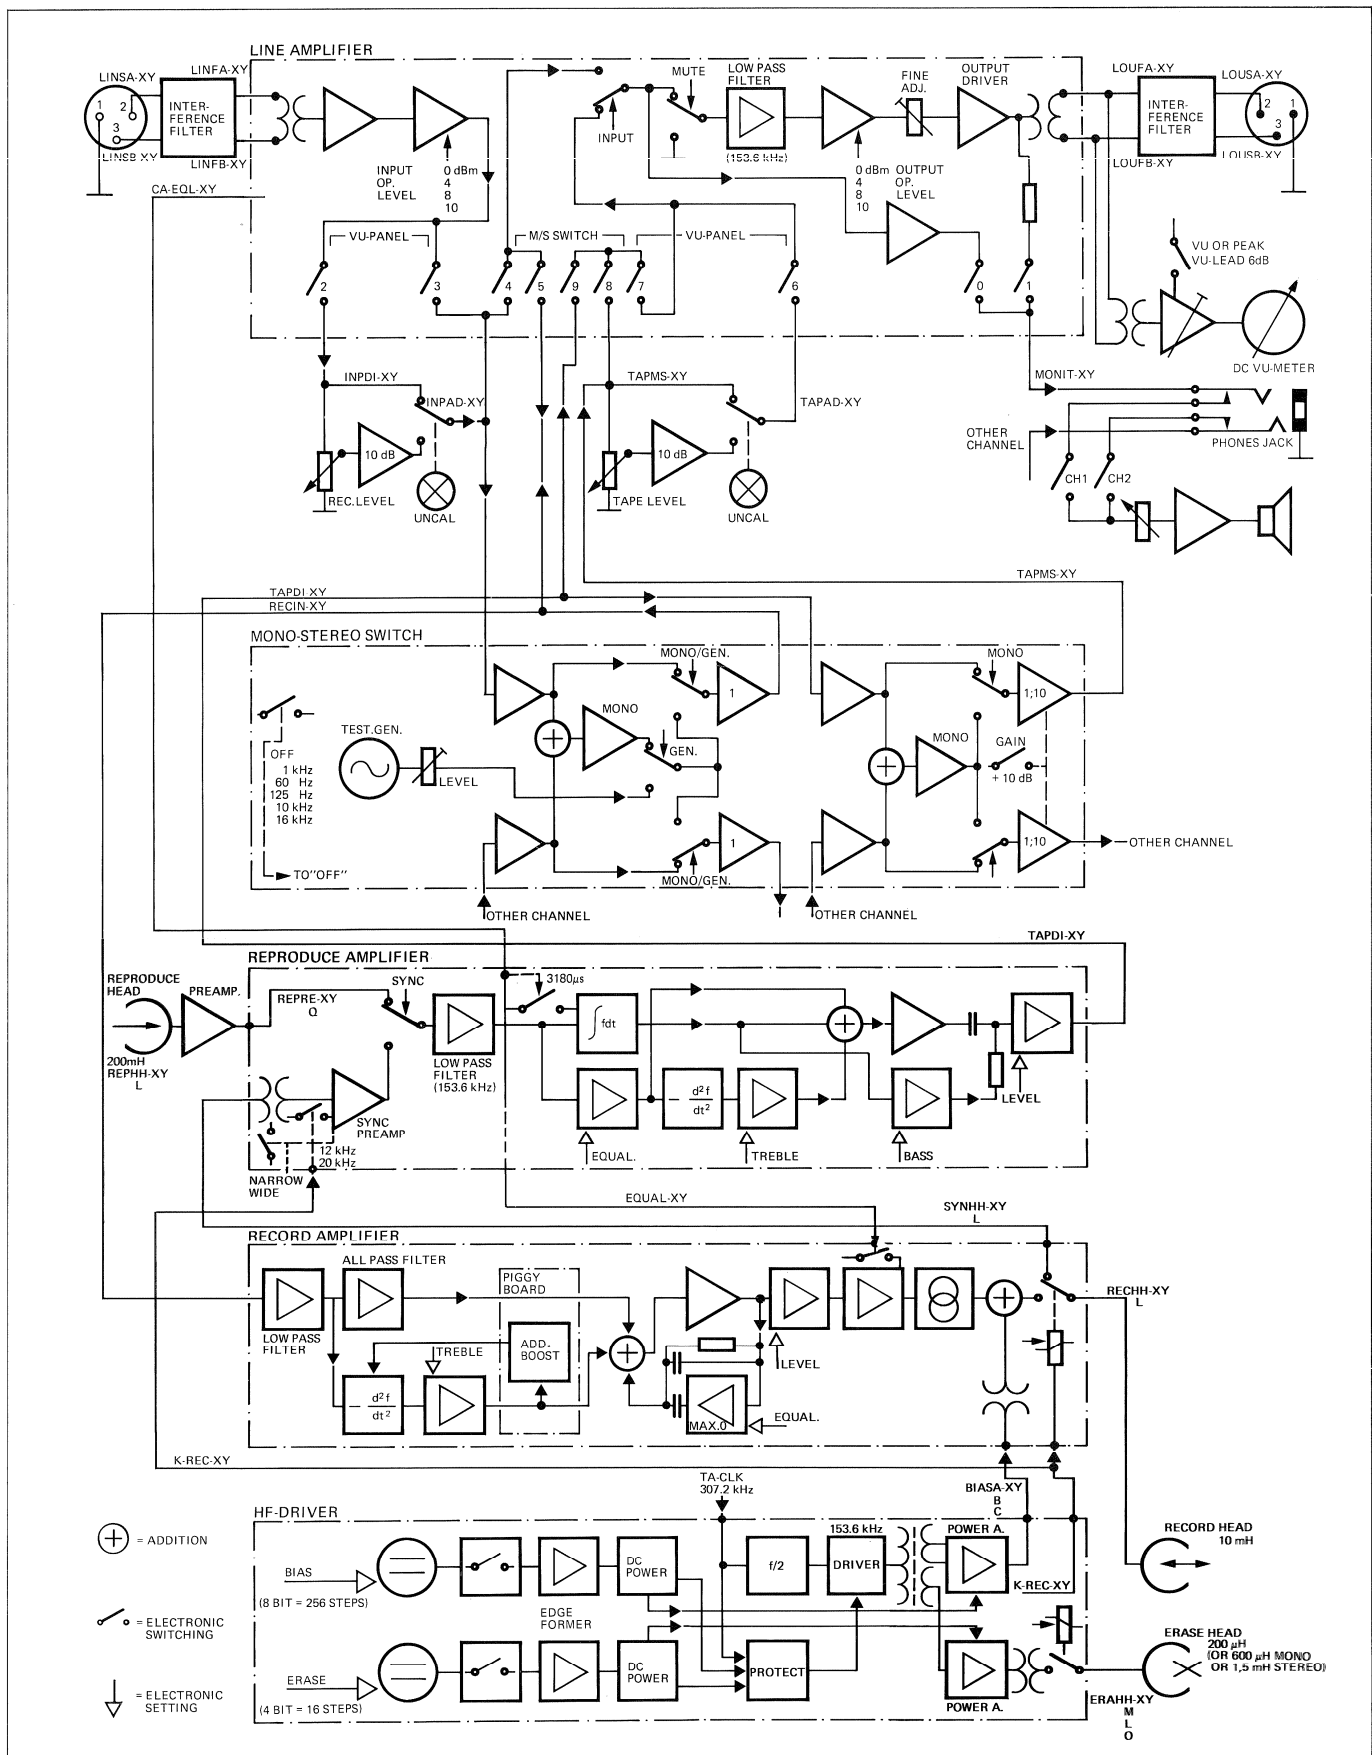 LINE AMPLIFIER
LINSA-XY
LINFA-XY
1
2
3
INTER-
FERENCE
FILTER
LINSB-XY
LINFB-XY
CA-EQL-XY
INPUT
OP.
LEVEL
0 dBm
4
8
10
INPUT
MUTE
LOW PASS
FILTER
(153.6 kHz)
FINE
ADJ.
OUTPUT
DRIVER
0 dBm
4
8
10
OUTPUT
OP.
LEVEL
LOUFA-XY
LOUSA-XY
INTER-
FERENCE
FILTER
2
1
3
LOUFB-XY
LOUSB-XY
VU-PANEL
M/S SWITCH
VU-PANEL
2
3
4
5
9
8
7
6
0
1
VU OR PEAK
VU-LEAD 6dB
DC VU-METER
INPDI-XY
INPAD-XY
10 dB
REC.LEVEL
UNCAL
TAPMS-XY
TAPAD-XY
10 dB
TAPE LEVEL
UNCAL
MONIT-XY
OTHER
CHANNEL
PHONES JACK
CH1
CH2
TAPMS-XY
TAPDI-XY
RECIN-XY
MONO-STEREO SWITCH
OFF
1 kHz
60 Hz
125 Hz
10 kHz
16 kHz
TO"OFF"
TEST.GEN.
LEVEL
MONO
MONO/GEN.
GEN.
1
1
MONO/GEN.
OTHER CHANNEL
MONO
MONO
1;10
GAIN
+ 10 dB
1;10
OTHER CHANNEL
OTHER CHANNEL
TAPDI-XY
REPRODUCE AMPLIFIER
REPRODUCE
HEAD
200mH
REPHH-XY
L
PREAMP.
REPRE-XY
Q
SYNC
LOW PASS
FILTER
(153.6 kHz)
3180µs
∫fdt
SYNC
PREAMP
12 kHz
20 kHz
NARROW
WIDE
EQUAL.
- d²f
dt²
TREBLE
BASS
LEVEL
EQUAL-XY
SYNHH-XY
L
RECORD AMPLIFIER
ALL PASS FILTER
LOW PASS
FILTER
PIGGY
BOARD
ADD.
BOOST
TREBLE
- d²f
dt²
LEVEL
MAX.0
EQUAL.
RECHH-XY
L
K-REC-XY
TA-CLK
307.2 kHz
BIASA-XY
B
C
HF-DRIVER
= ADDITION
BIAS
(8 BIT = 256 STEPS)
DC
POWER
f/2
153.6 kHz
DRIVER
POWER A.
K-REC-XY
RECORD HEAD
10 mH
= ELECTRONIC
SWITCHING
EDGE
FORMER
ERASE
(4 BIT = 16 STEPS)
DC
POWER
PROTECT
POWER A.
ERASE HEAD
200 µH
(OR 600 µH MONO
OR 1,5 mH STEREO)
ERAHH-XY
M
L
O
= ELECTRONIC
SETTING